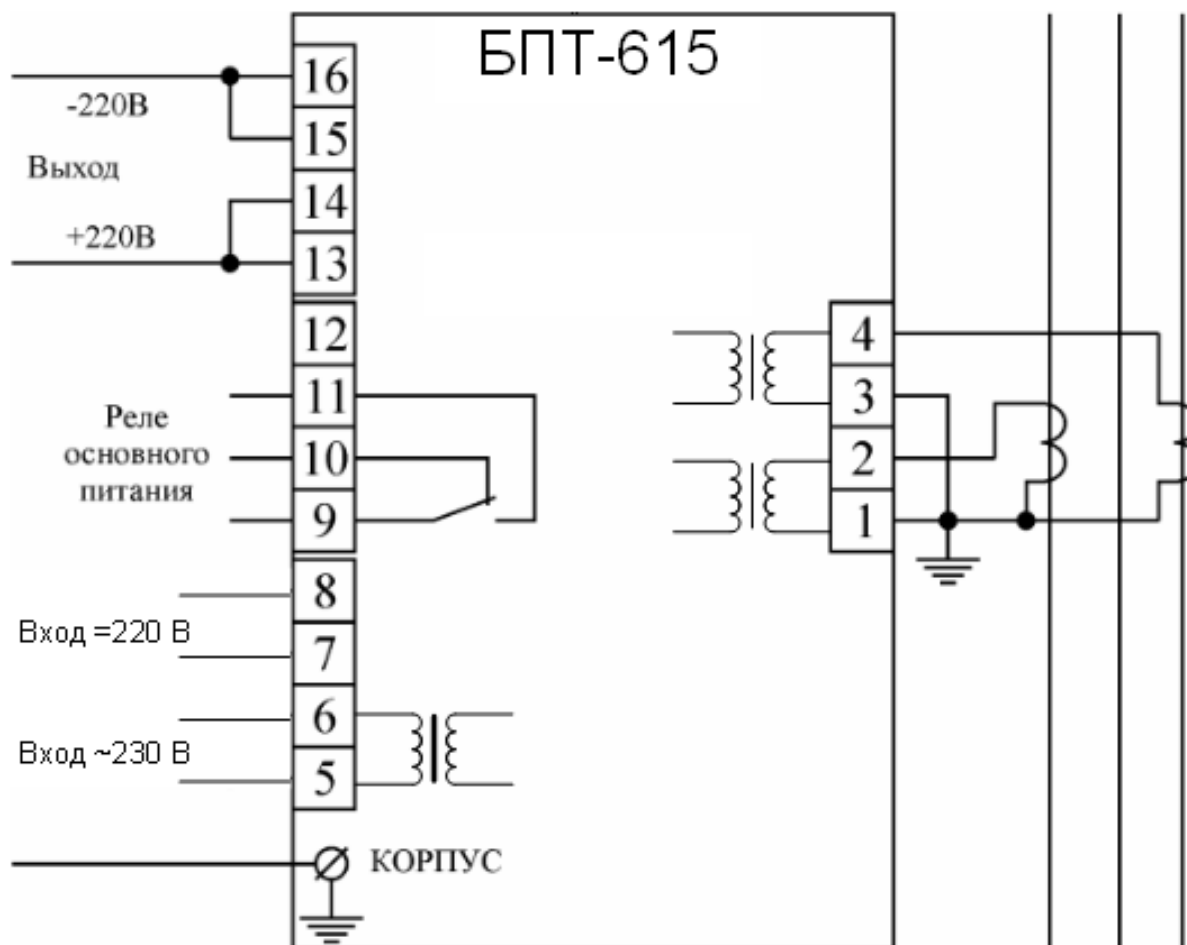 БПТ-615
16
-220В
15
Выход
14
+220В
13
12
4
11
3
Реле
основного
питания
10
2
9
1
8
Вход =220 В
7
6
Вход ~230 В
5
КОРПУС